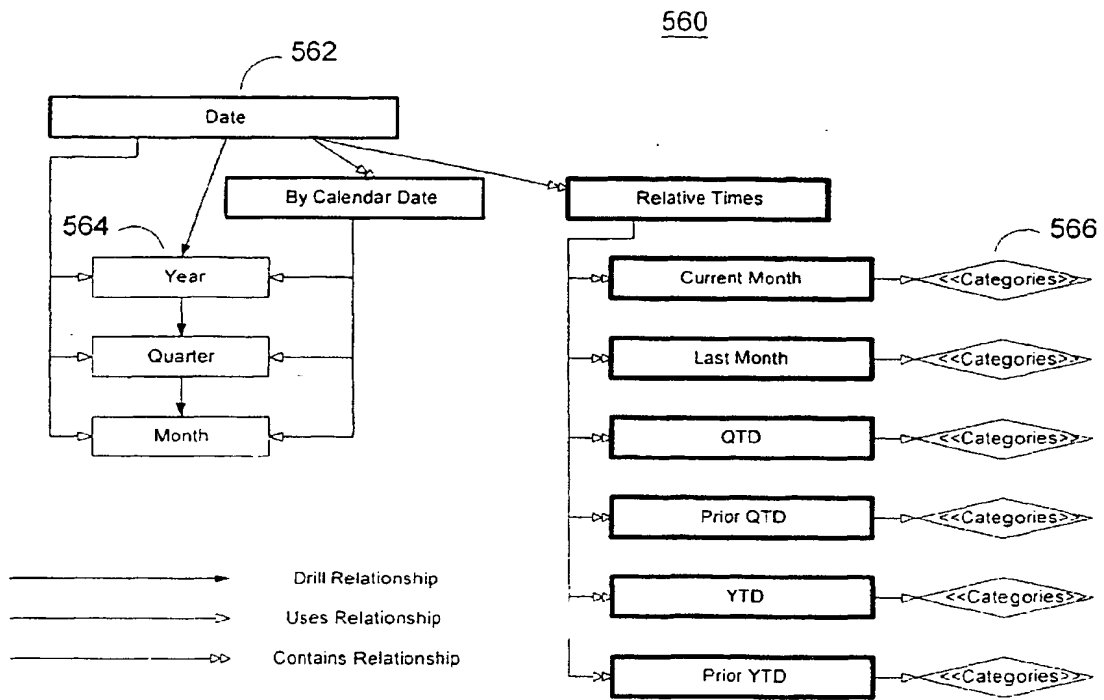 560
562
Date
By Calendar Date
Relative Times
564
566
Year
Current Month
<<Categories>>
Quarter
Last Month
<<Categories>>
Month
QTD
<<Categories>>
Prior QTD
<<Categories>>
Drill Relationship
YTD
<<Categories>>
Uses Relationship
Contains Relationship
Prior YTD
<<Categories>>